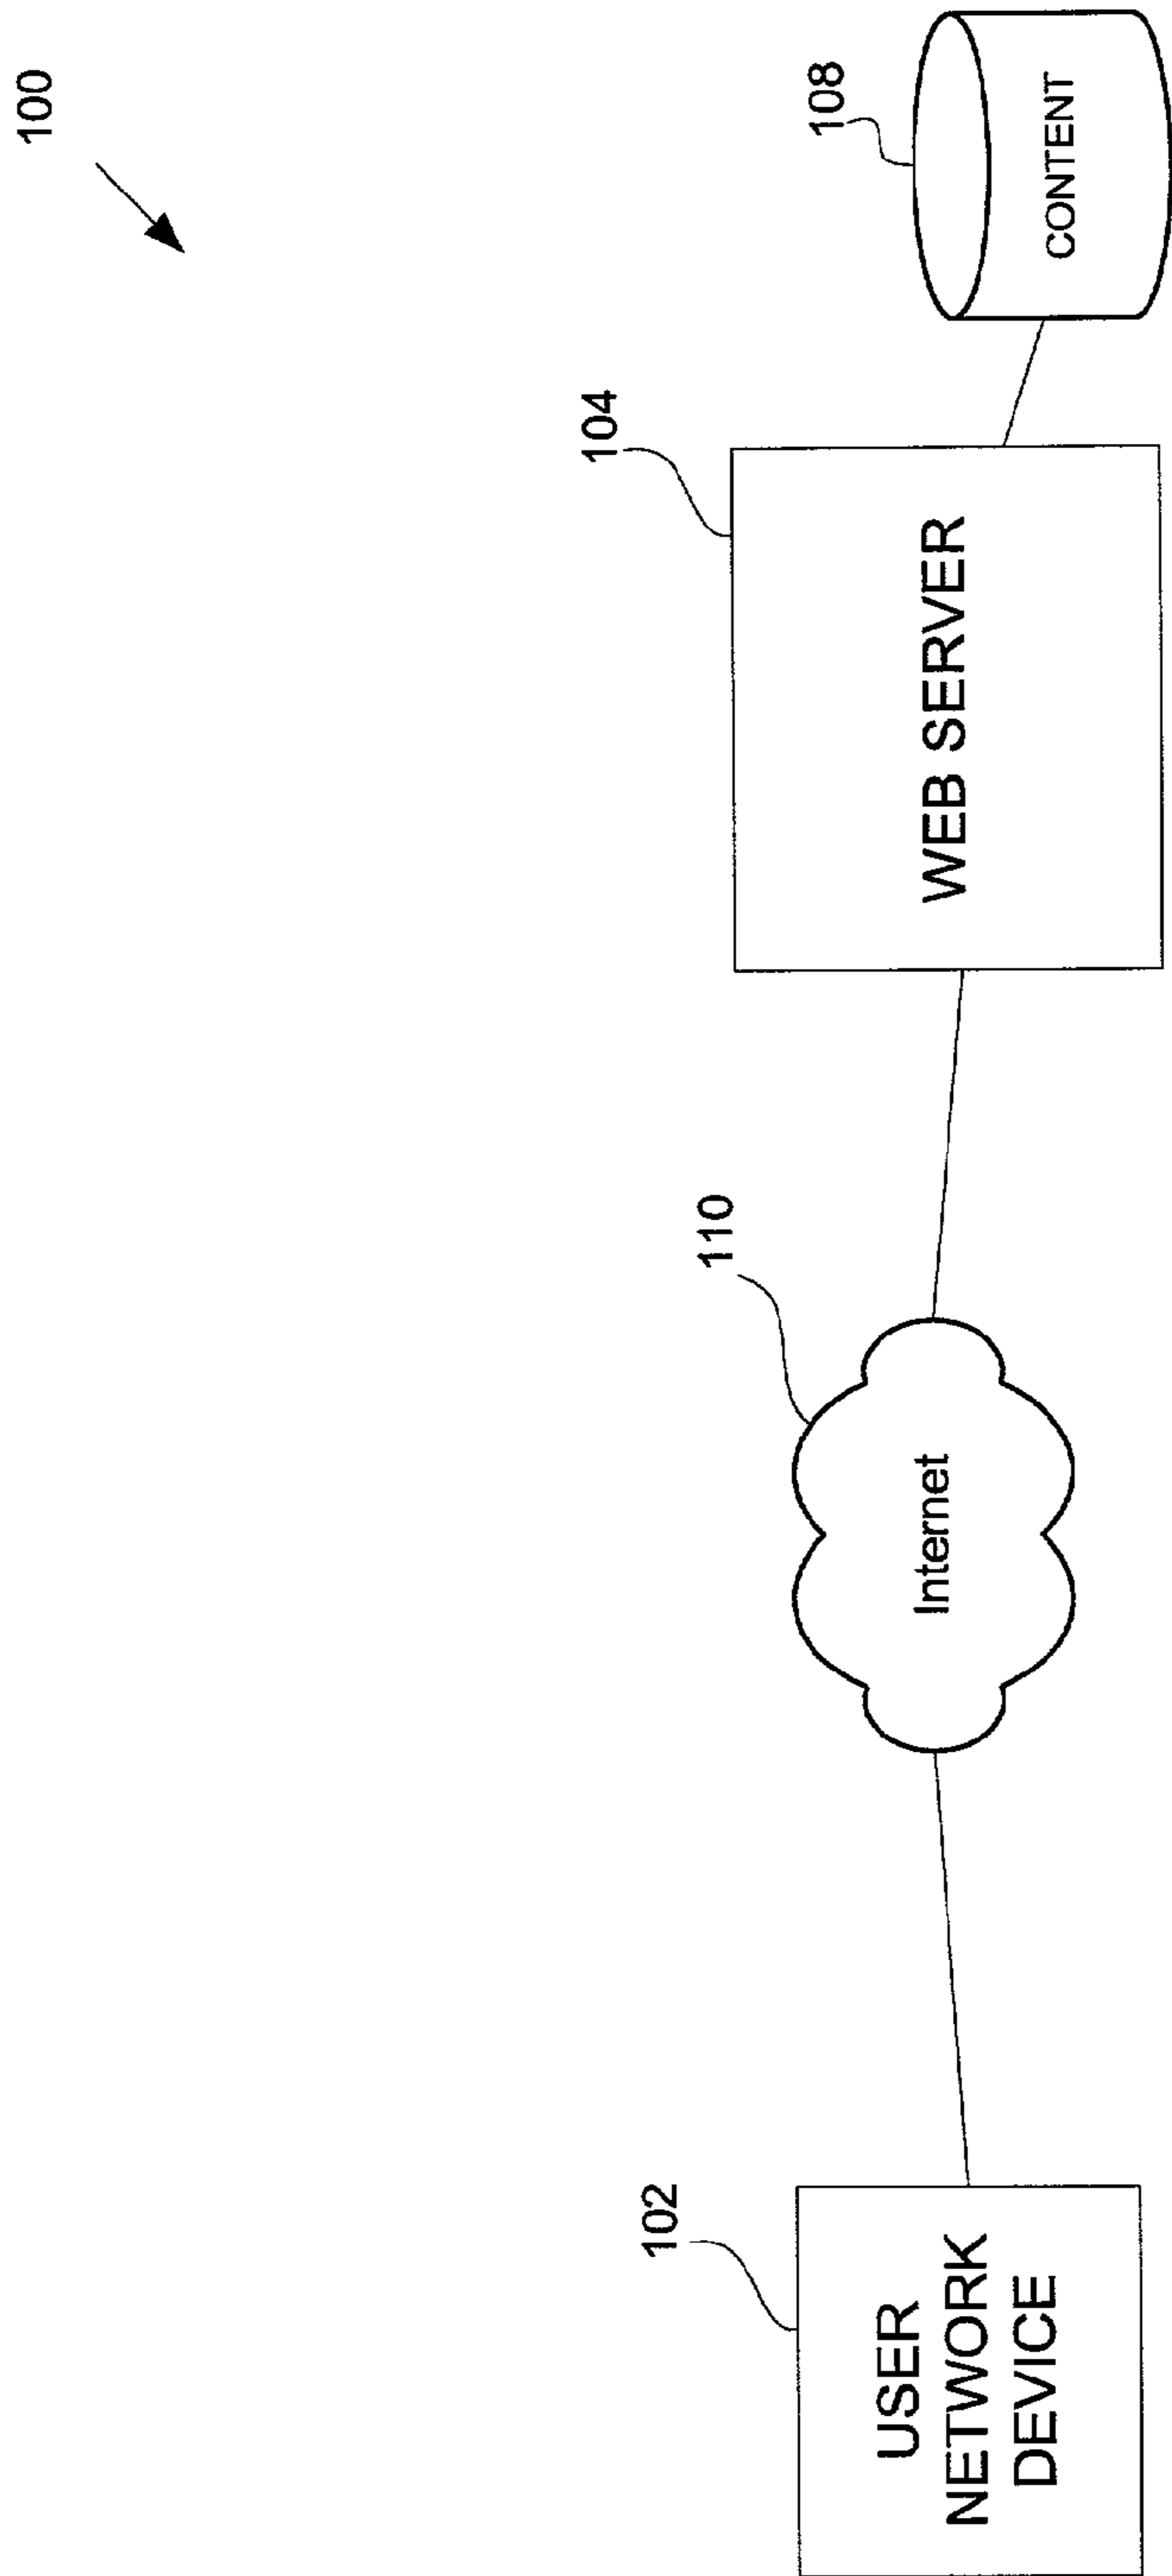 100
102
USER
NETWORK
DEVICE
110
Internet
104
WEB SERVER
108
CONTENT